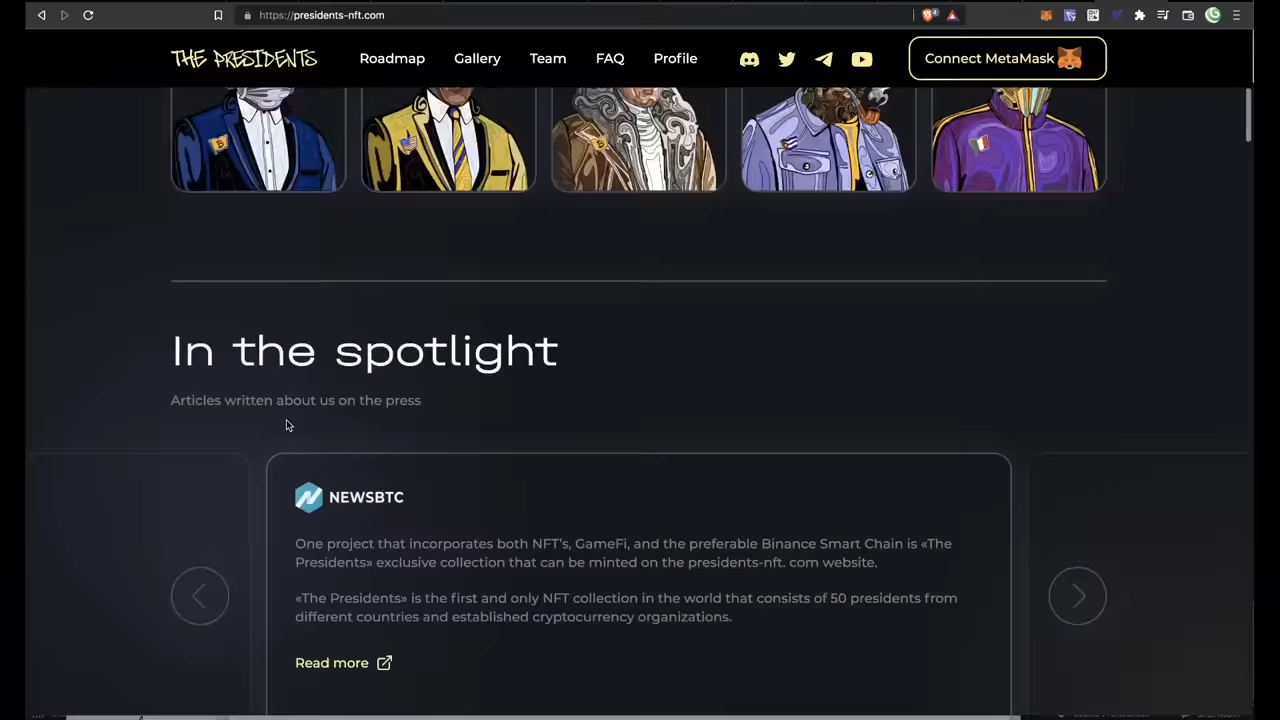 https://presidents-nft.com
THE PRESIDENTS
Roadmap Gallery Team FAQ Profile
Connect MetaMask
In the spotlight
Articles written about us on the press
NEWSBTC
One project that incorporates both NFT's, GameFi, and the preferable Binance Smart Chain is «The
Presidents» exclusive collection that can be minted on the presidents-nft. com website.
«The Presidents» is the first and only NFT collection in the world that consists of 50 presidents from
different countries and established cryptocurrency organizations.
Read more